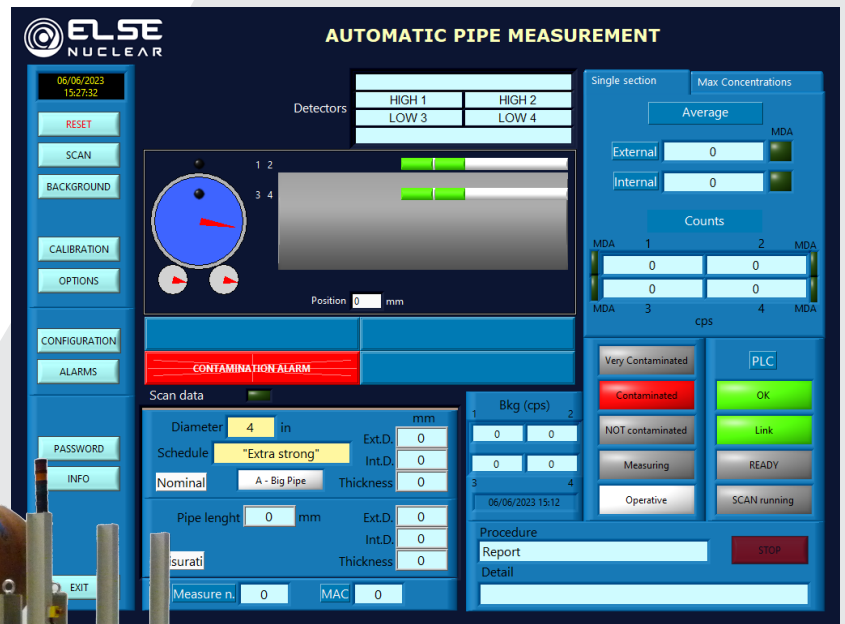 ELSE
NUCLEAR
AUTOMATIC PIPE MEASUREMENT
06/06/2023
15:27:32
RESET
SCAN
BACKGROUND
CALIBRATION
OPTIONS
CONFIGURATION
ALARMS
PASSWORD
INFO
EXIT
Detectors
HIGH 1 HIGH 2
LOW 3 LOW 4
1 2
3 4
Position 0 mm
CONTAMINATION ALARM
Scan data
Diameter 4 in
mm
Schedule "Extra strong"
Ext.D. 0
Int.D. 0
Nominal A - Big Pipe Thickness 0
Pipe lenght 0 mm Ext.D. 0
Int.D. 0
isurati Thickness 0
Measure n. 0 MAC 0
Bkg (cps)
1 2
0 0
0 0
3 4
06/06/2023 15:12
Single section Max Concentrations
Average
MDA
External 0
Internal 0
Counts
MDA 1 2 MDA
0 0
0 0
MDA 3 4 MDA
cps
Very Contaminated
Contaminated
NOT contaminated
Measuring
Operative
PLC
OK
Link
READY
SCAN running
Procedure
Report
STOP
Detail